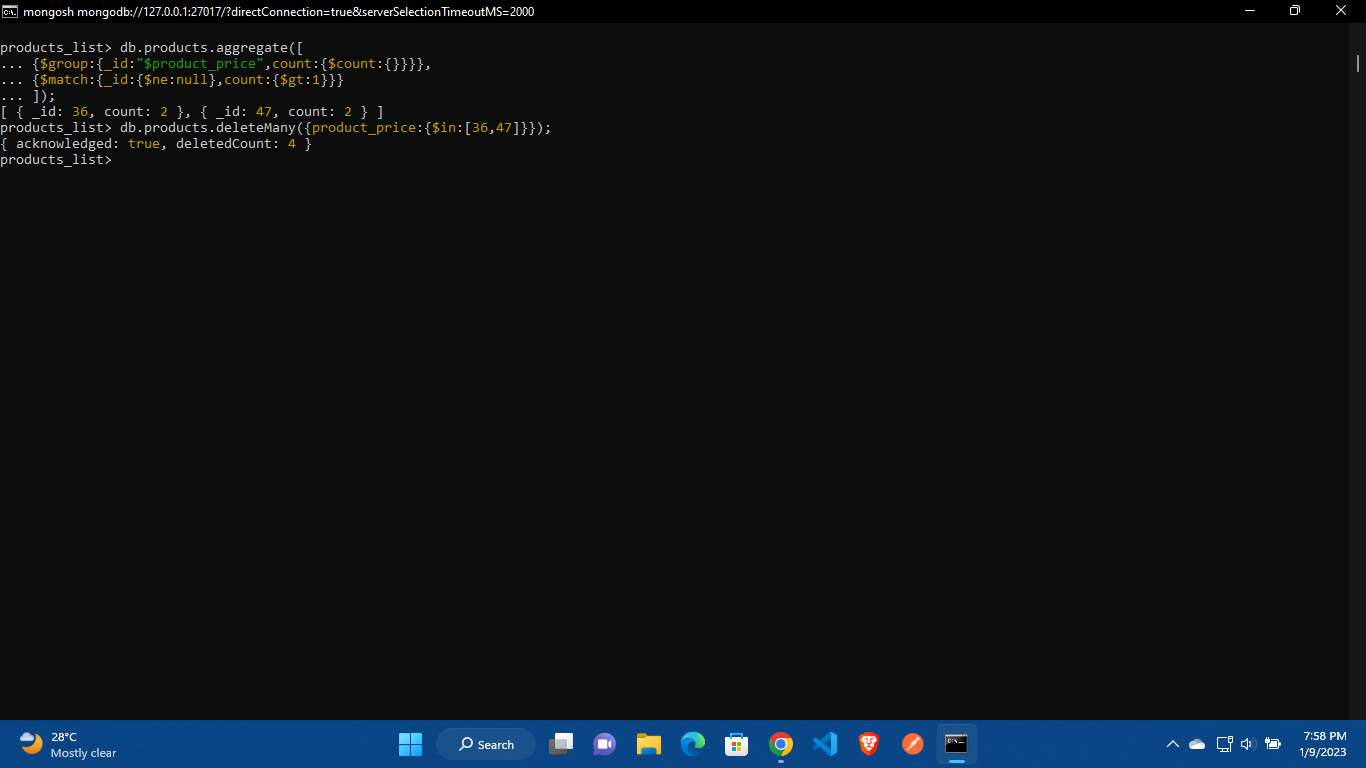 mongosh mongodb://127.0.0.1:27017/?directConnection=true&serverSelectionTimeoutMS=2000
products_list> db.products.aggregate([
... {$group:{_id:"$product_price",count:{$count:{}}}},
... {$match:{_id:{$ne:null},count:{$gt:1}}}
... ]);
[ { _id: 36, count: 2 }, { _id: 47, count: 2 } ]
products_list> db.products.deleteMany({product_price:{$in:[36,47]}});
{ acknowledged: true, deletedCount: 4 }
products_list>
28°C
Mostly clear
Search
7:58 PM
1/9/2023